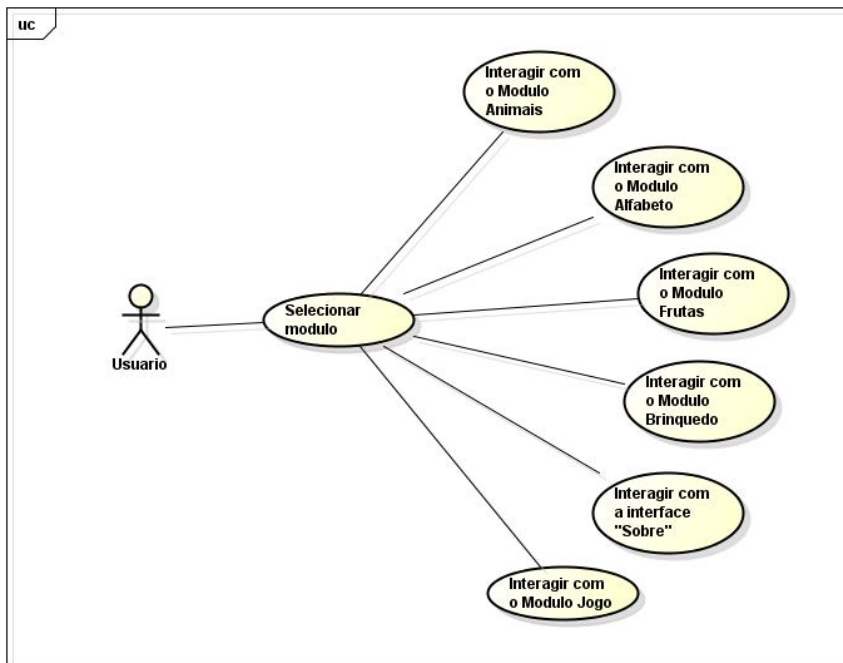 uc
Interagir com
o Modulo
Animais
Interagir com
o Modulo
Alfabeto
Interagir com
o Modulo
Frutas
Selecionar
modulo
Usuario
Interagir com
o Modulo
Brinquedo
Interagir com
a interface
"Sobre"
Interagir com
o Modulo Jogo